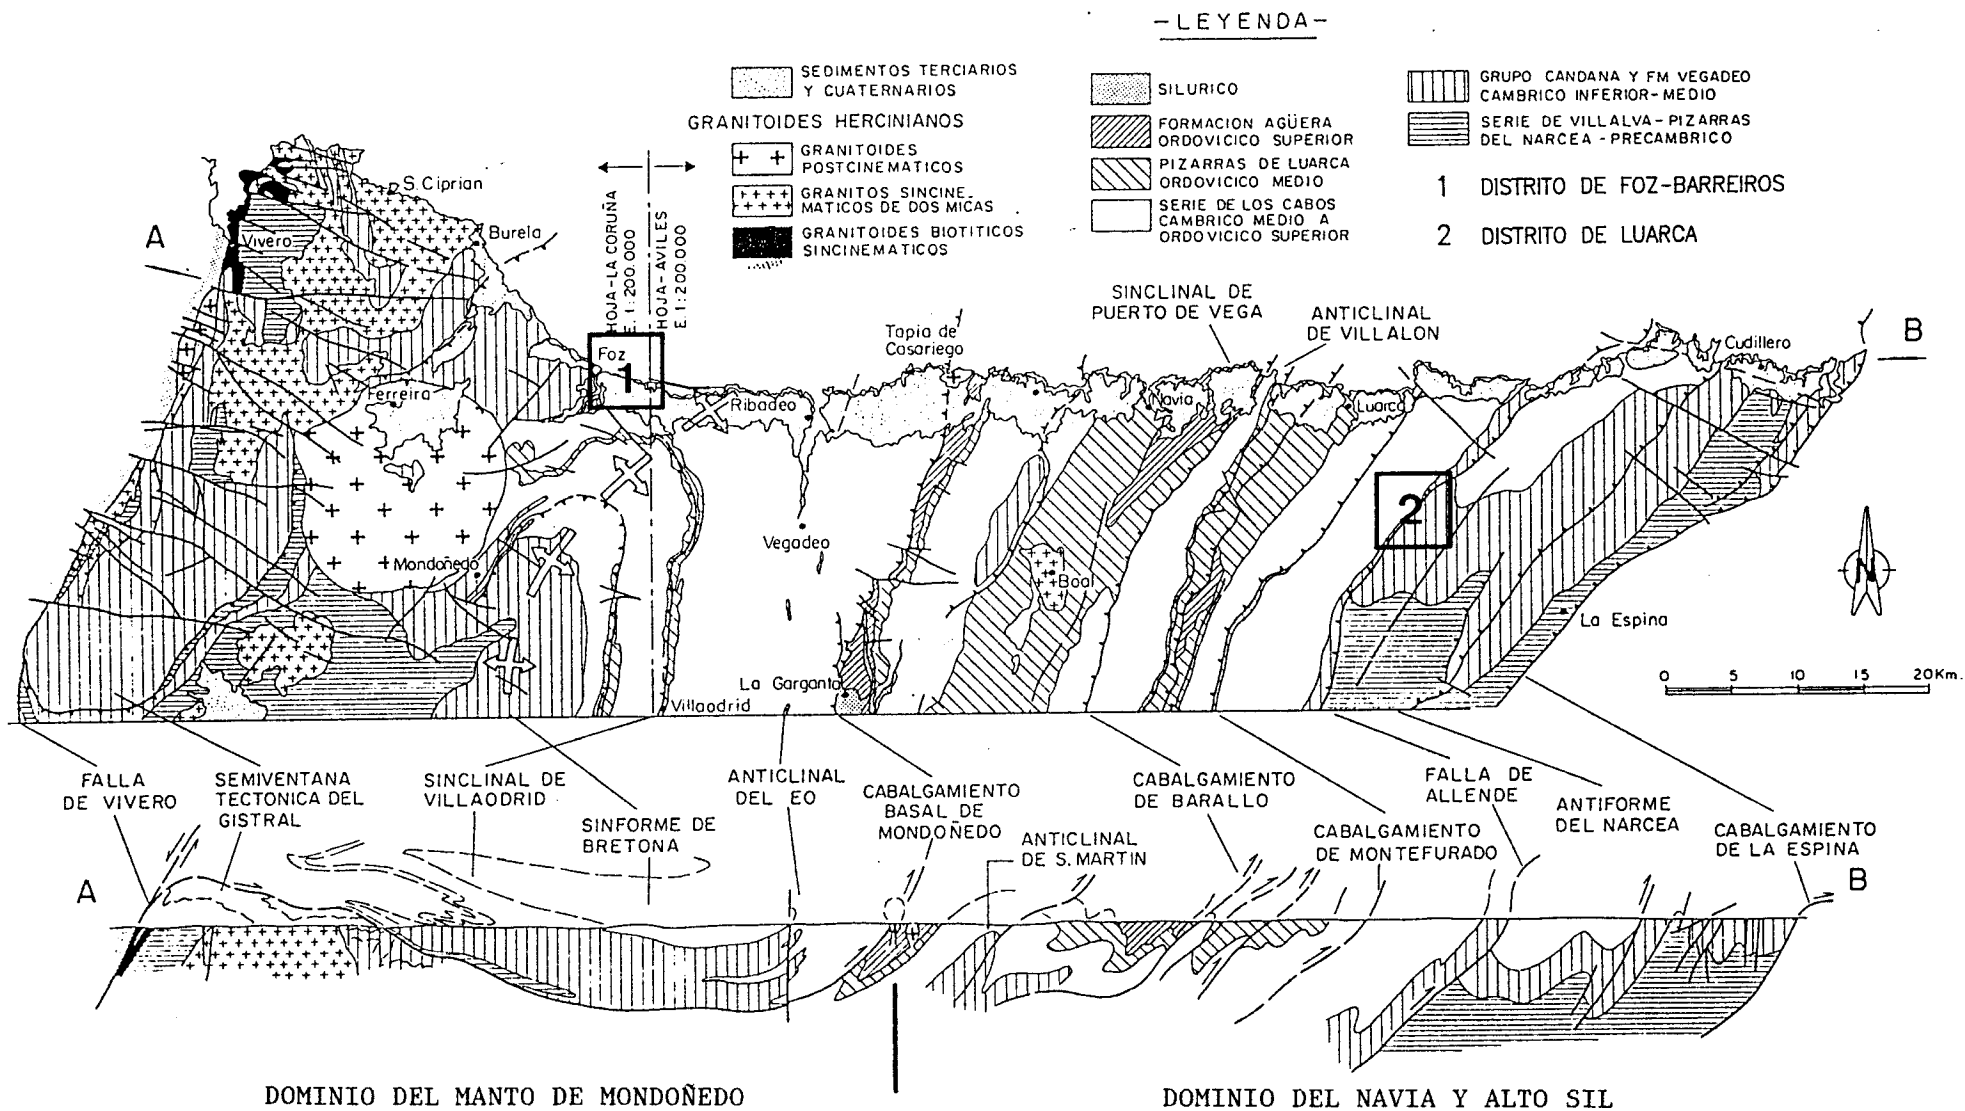 -LEYENDA-
SEDIMENTOS TERCIARIOS
Y CUATERNARIOS
GRANITOIDES HERCINIANOS
GRANITOIDES
POSTCINEMATICOS
GRANITOS SINCINE-
MATICOS DE DOS MICAS
GRANITOIDES BIOTITICOS
SINCINEMATICOS
SILURICO
FORMACION AGÜERA
ORDOVICICO SUPERIOR
PIZARRAS DE LUARCA
ORDOVICICO MEDIO
SERIE DE LOS CABOS
CAMBRICO MEDIO A
ORDOVICICO SUPERIOR
GRUPO CANDANA Y FM VEGADEO
CAMBRICO INFERIOR-MEDIO
SERIE DE VILLALVA-PIZARRAS
DEL NARCEA-PRECAMBRICO
1 DISTRITO DE FOZ-BARREIROS
2 DISTRITO DE LUARCA
HOJA-LA CORUÑA
E. 1:200.000
HOJA-AVILES
E. 1:200.000
A
S. Ciprian
Vivero
Burela
SINCLINAL DE
PUERTO DE VEGA
ANTICLINAL
DE VILLALON
Tapia de
Casariego
Cudillero
B
Foz
1
Ferreira
Ribadeo
Navia
Luarca
2
Vegadeo
Mondoñedo
Boal
La Espina
N
La Garganta
Villaodrid
0 5 10 15 20Km.
FALLA
DE VIVERO
SEMIVENTANA
TECTONICA DEL
GISTRAL
SINCLINAL DE
VILLAODRID
SINFORME DE
BRETONA
ANTICLINAL
DEL EO
CABALGAMIENTO
BASAL DE
MONDOÑEDO
ANTICLINAL
DE S. MARTIN
CABALGAMIENTO
DE BARALLO
CABALGAMIENTO
DE MONTEFURADO
FALLA DE
ALLENDE
ANTIFORME
DEL NARCEA
CABALGAMIENTO
DE LA ESPINA
A
B
DOMINIO DEL MANTO DE MONDOÑEDO
DOMINIO DEL NAVIA Y ALTO SIL